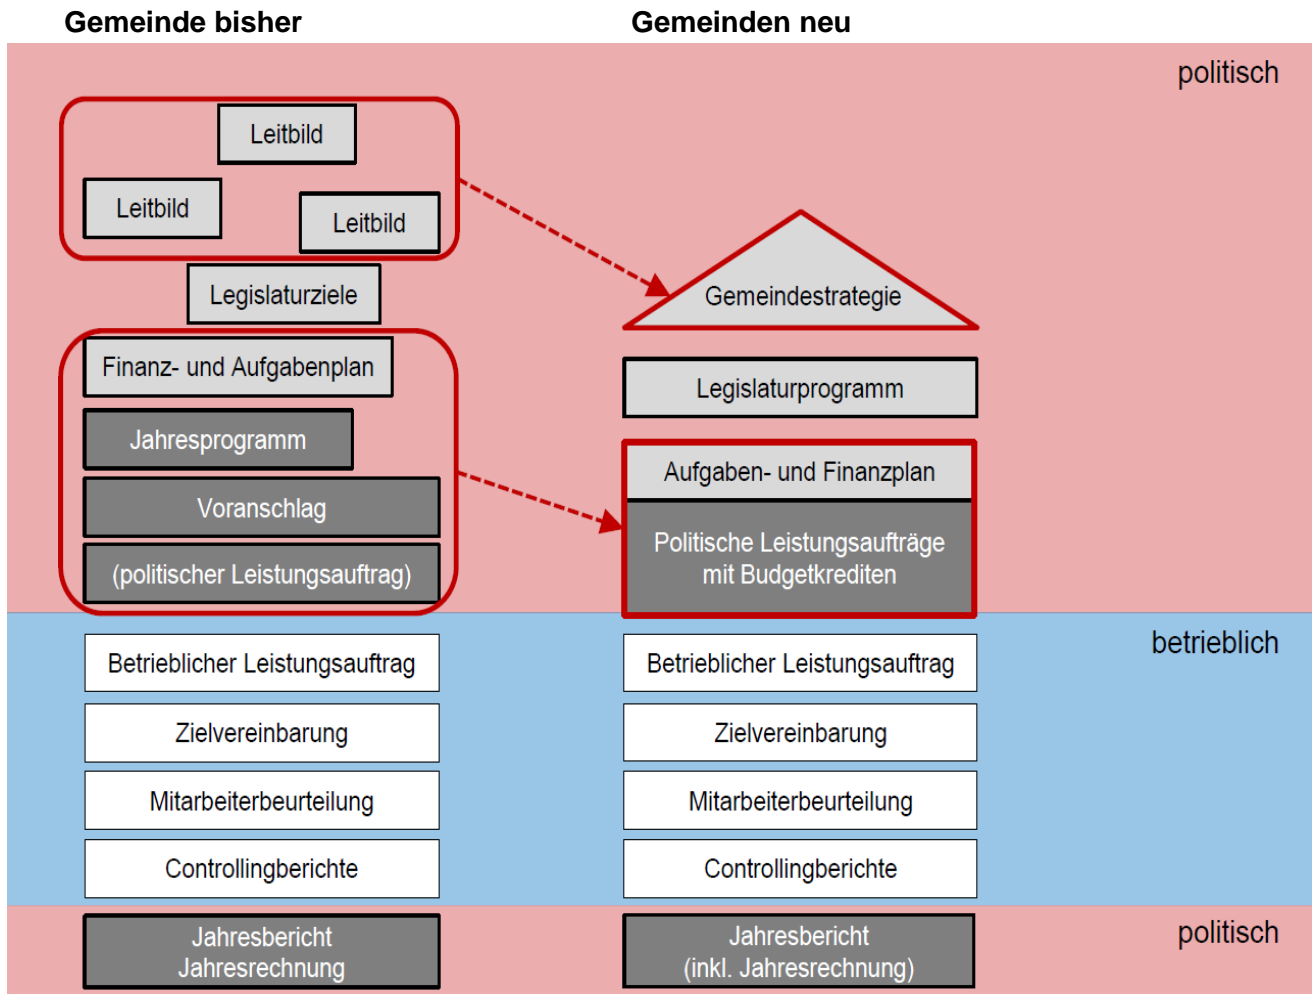 Gemeinde bisher
Gemeinden neu
politisch
Leitbild
Leitbild
Leitbild
Legislaturziele
Finanz- und Aufgabenplan
Jahresprogramm
Voranschlag
(politischer Leistungsauftrag)
Gemeindestrategie
Legislaturprogramm
Aufgaben- und Finanzplan
Politische Leistungsaufträge
mit Budgetkrediten
betrieblich
Betrieblicher Leistungsauftrag
Zielvereinbarung
Mitarbeiterbeurteilung
Controllingberichte
Betrieblicher Leistungsauftrag
Zielvereinbarung
Mitarbeiterbeurteilung
Controllingberichte
politisch
Jahresbericht
Jahresrechnung
Jahresbericht
(inkl. Jahresrechnung)